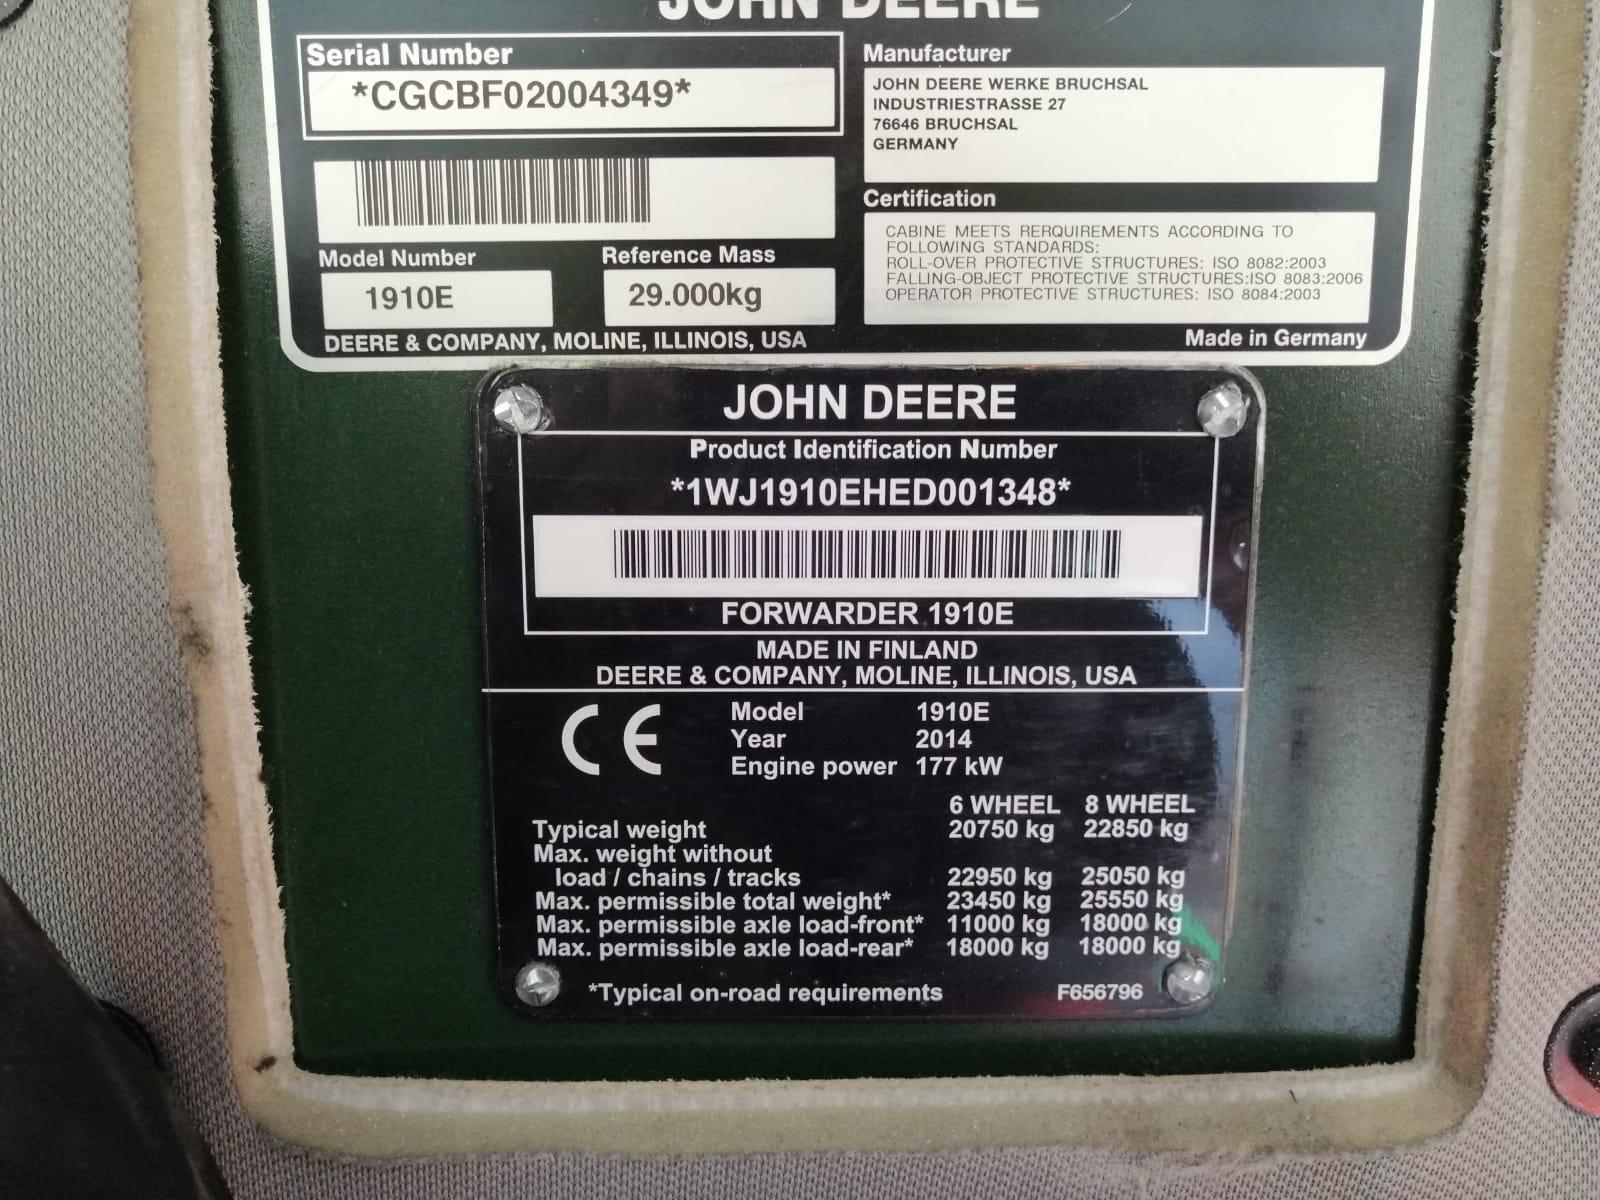 JOHN DEERE
Serial Number
*CGCBF02004349*
Model Number
1910E
Reference Mass
29.000kg
DEERE & COMPANY, MOLINE, ILLINOIS, USA
Manufacturer
JOHN DEERE WERKE BRUCHSAL
INDUSTRIESTRASSE 27
76646 BRUCHSAL
GERMANY
Certification
CABINE MEETS RERQUIREMENTS ACCORDING TO
FOLLOWING STANDARDS:
ROLL-OVER PROTECTIVE STRUCTURES: ISO 8082:2003
FALLING-OBJECT PROTECTIVE STRUCTURES:ISO 8083:2006
OPERATOR PROTECTIVE STRUCTURES: ISO 8084:2003
Made in Germany
JOHN DEERE
Product Identification Number
*1WJ1910EHED001348*
FORWARDER 1910E
MADE IN FINLAND
DEERE & COMPANY, MOLINE, ILLINOIS, USA
CE
Model 1910E
Year 2014
Engine power 177 kW
6 WHEEL 8 WHEEL
Typical weight 20750 kg 22850 kg
Max. weight without
load / chains / tracks 22950 kg 25050 kg
Max. permissible total weight* 23450 kg 25550 kg
Max. permissible axle load-front* 11000 kg 18000 kg
Max. permissible axle load-rear* 18000 kg 18000 kg
*Typical on-road requirements F656796